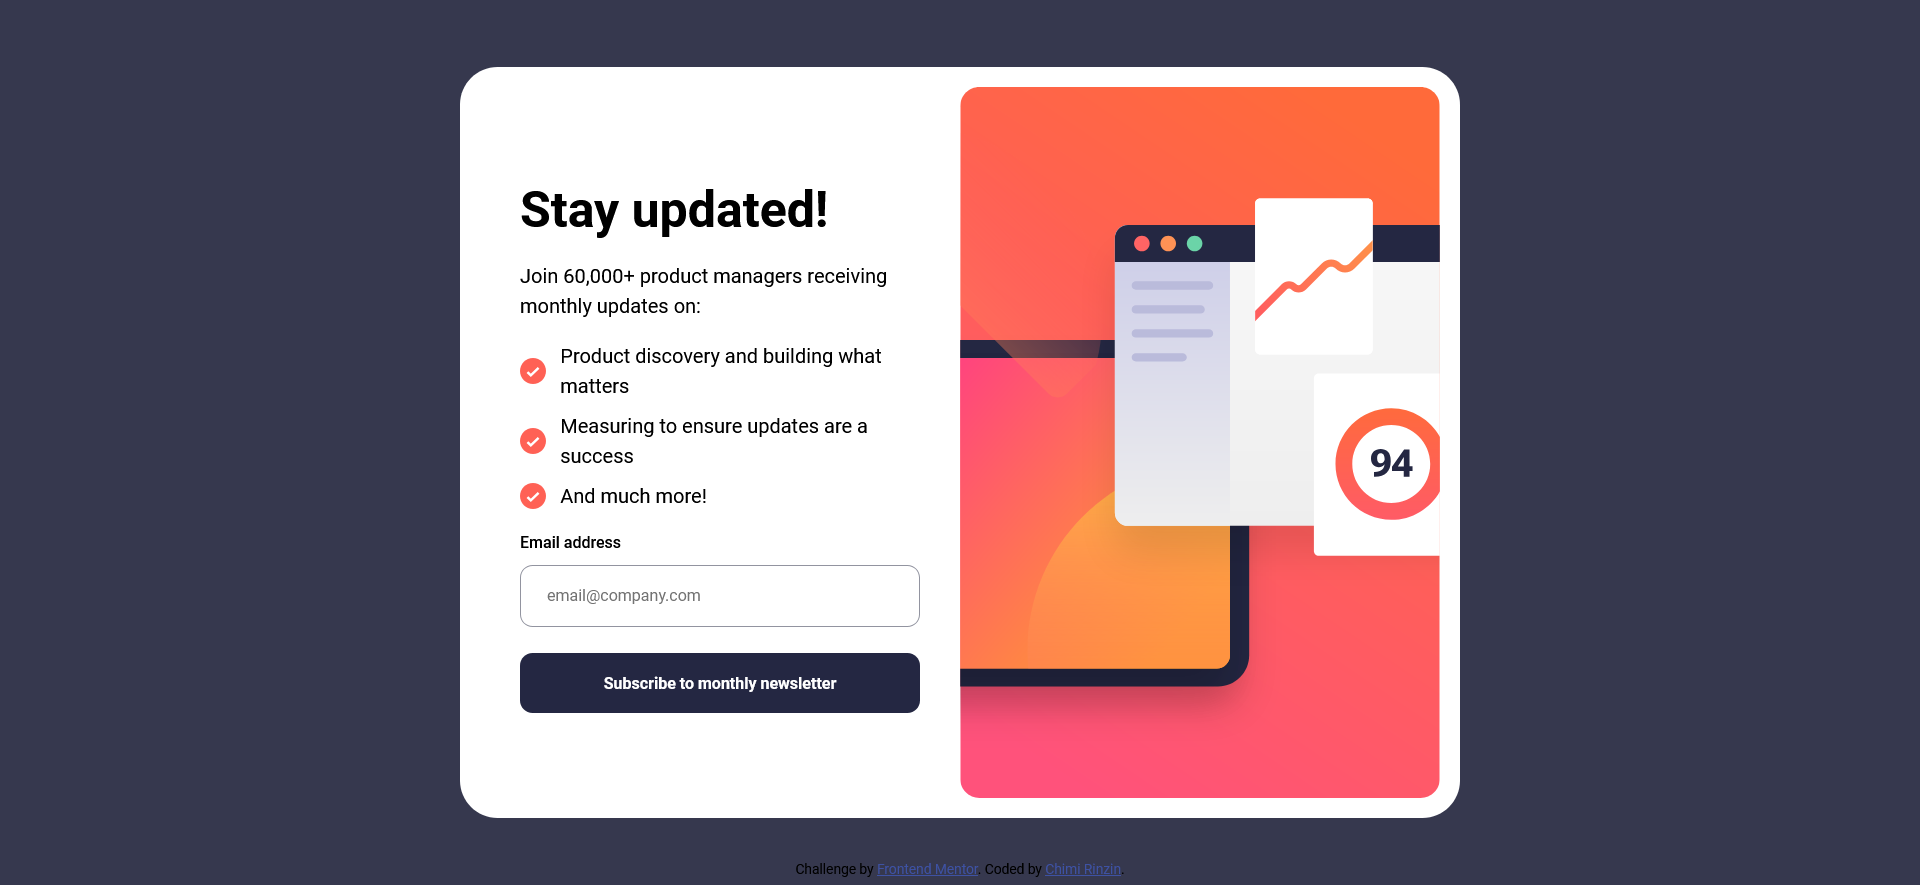 Stay updated!
Join 60,000+ product managers receiving
monthly updates on:
Product discovery and building what
matters
Measuring to ensure updates are a
success
And much more!
Email address
email@company.com
Subscribe to monthly newsletter
94
Challenge by Frontend Mentor. Coded by Chimi Rinzin.